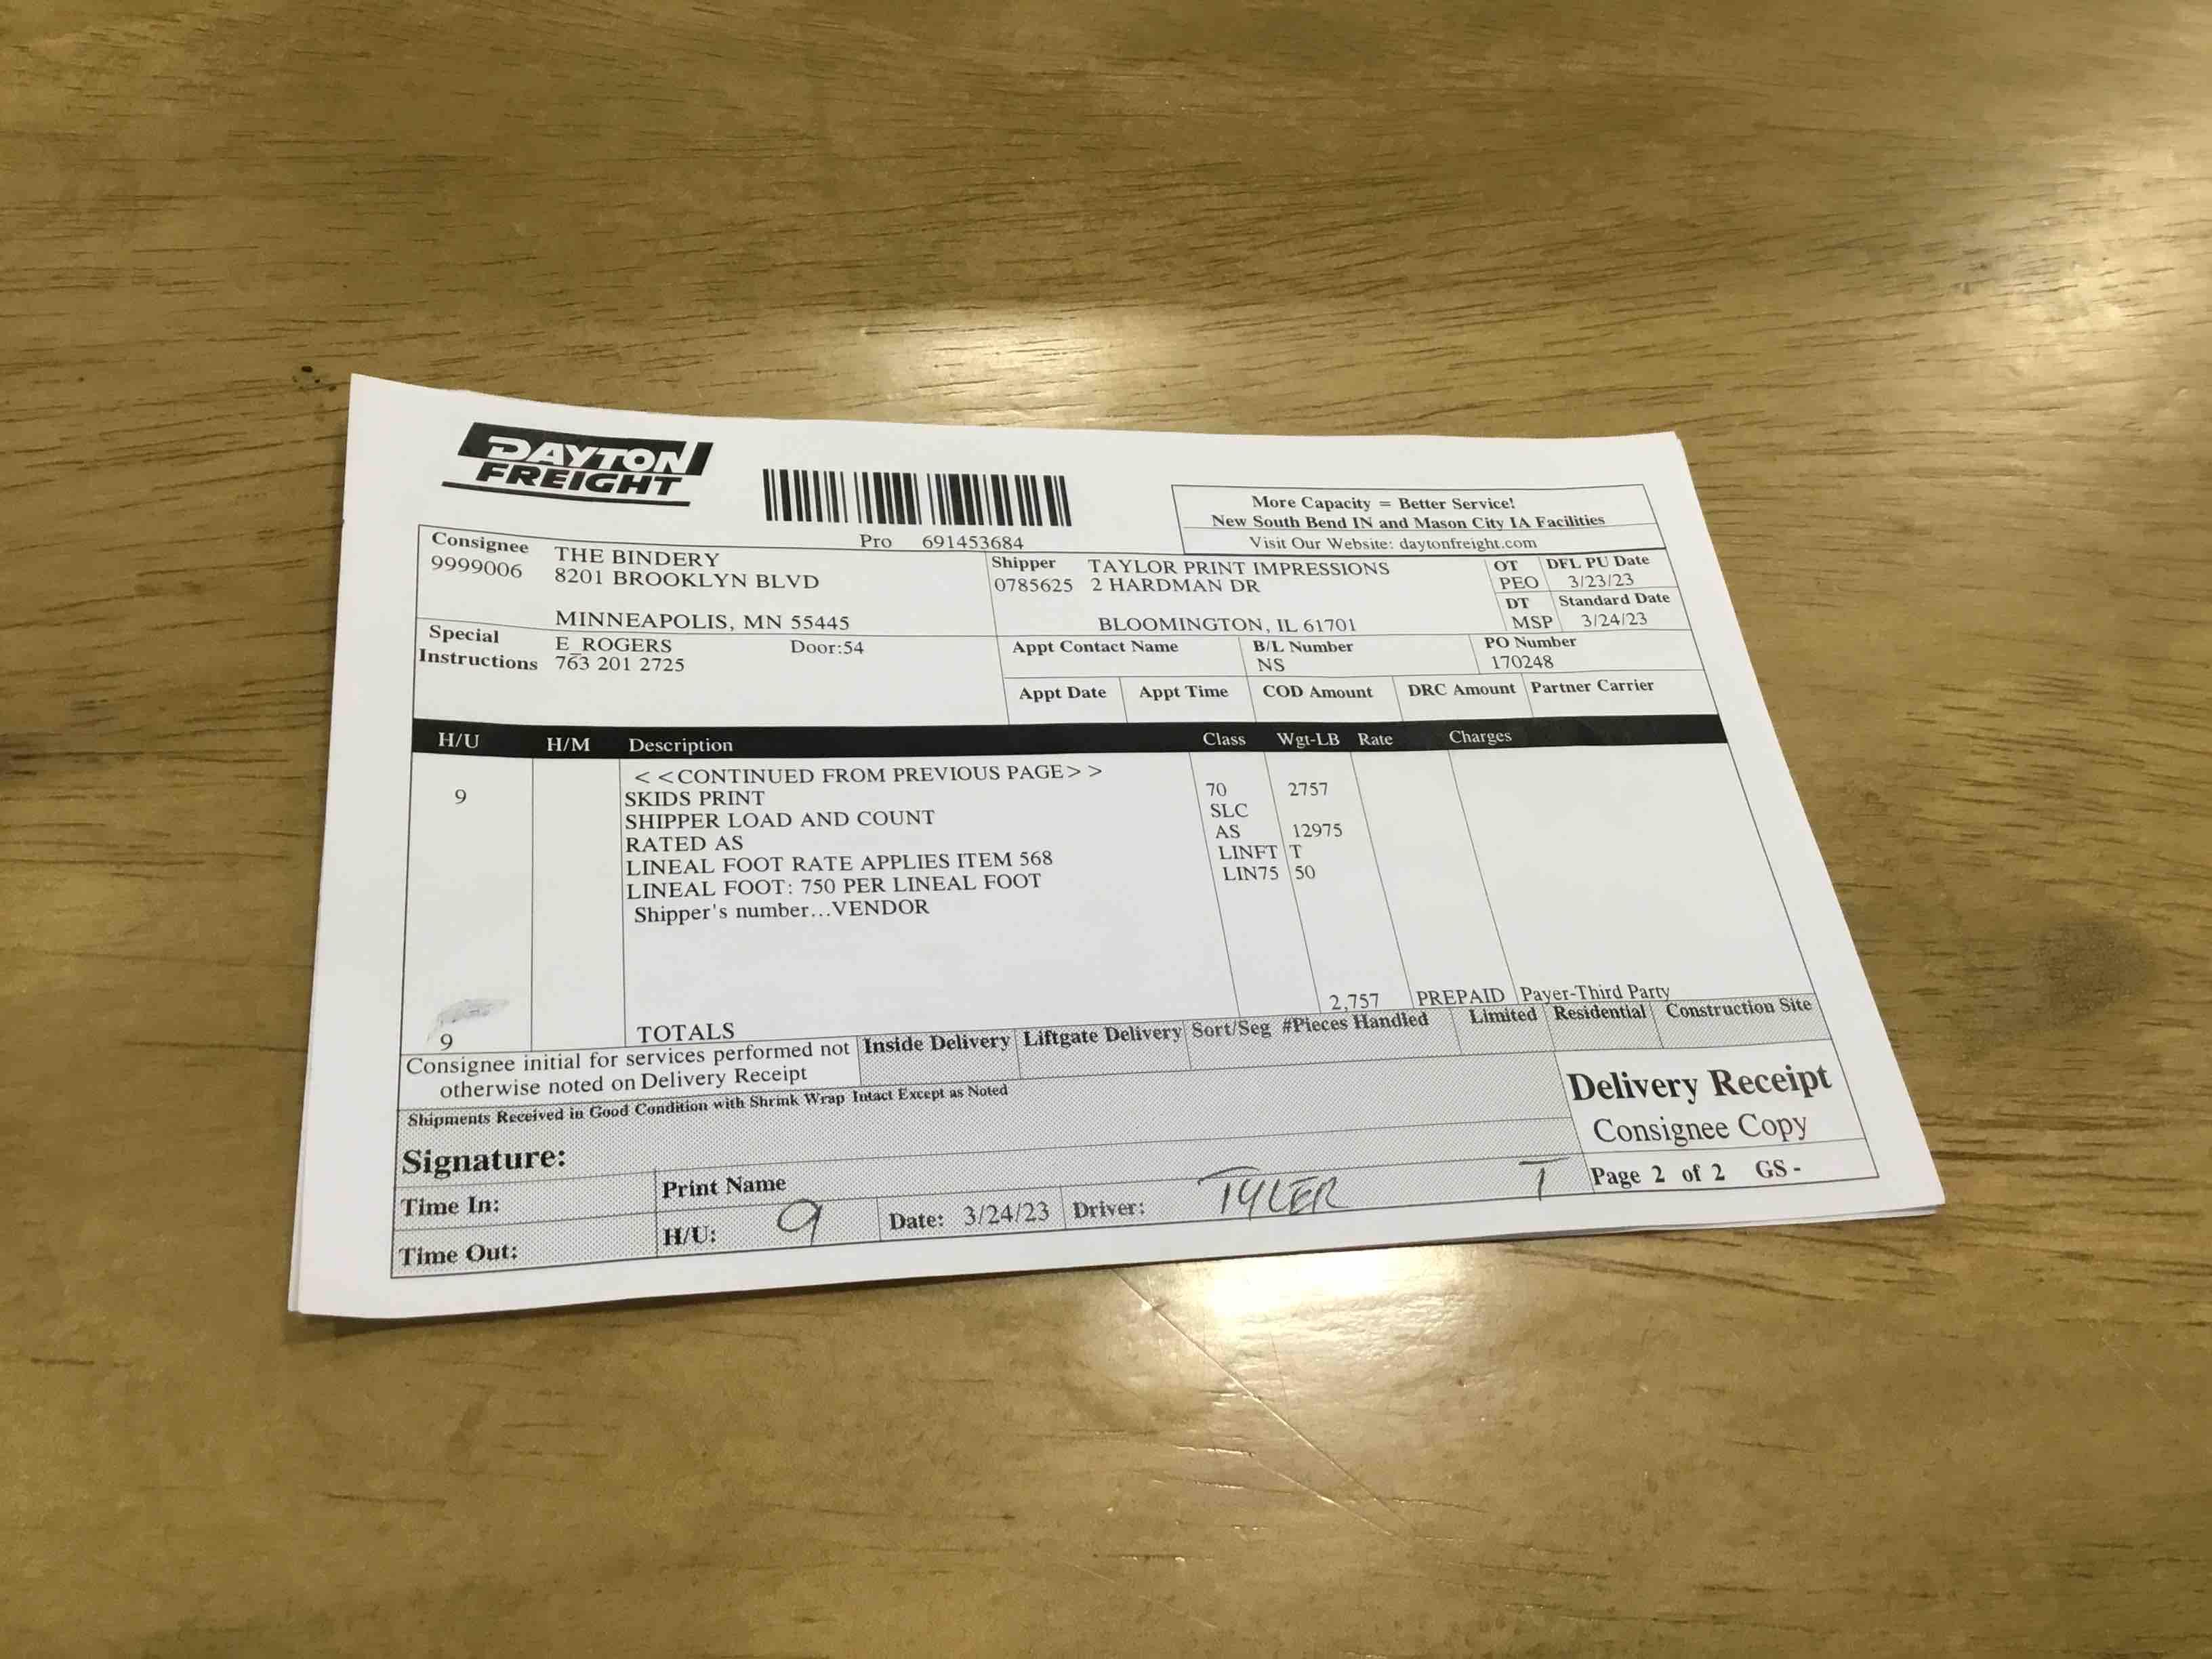 DAYTON
FREIGHT
Pro 691453684
More Capacity = Better Service!
New South Bend IN and Mason City IA Facilities
Visit Our Website: daytonfreight.com
Consignee
9999006
THE BINDERY
8201 BROOKLYN BLVD
MINNEAPOLIS, MN 55445
Shipper
0785625
TAYLOR PRINT IMPRESSIONS
2 HARDMAN DR
BLOOMINGTON, IL 61701
OT DFL PU Date
PEO 3/23/23
DT Standard Date
MSP 3/24/23
Special
Instructions
E_ROGERS Door:54
763 201 2725
Appt Contact Name B/L Number PO Number
NS 170248
Appt Date Appt Time COD Amount DRC Amount Partner Carrier
H/U H/M Description Class Wgt-LB Rate Charges
<<CONTINUED FROM PREVIOUS PAGE>>
9 SKIDS PRINT 70 2757
SHIPPER LOAD AND COUNT SLC
RATED AS AS 12975
LINEAL FOOT RATE APPLIES ITEM 568 LINFT T
LINEAL FOOT: 750 PER LINEAL FOOT LIN75 50
Shipper's number...VENDOR
9 TOTALS 2,757 PREPAID Payer-Third Party
Consignee initial for services performed not
otherwise noted on Delivery Receipt
Inside Delivery Liftgate Delivery Sort/Seg #Pieces Handled Limited Residential Construction Site
Shipments Received in Good Condition with Shrink Wrap Intact Except as Noted
Delivery Receipt
Consignee Copy
Signature:
Page 2 of 2 GS -
Time In: Print Name
Time Out: H/U: 9 Date: 3/24/23 Driver: TYLER T